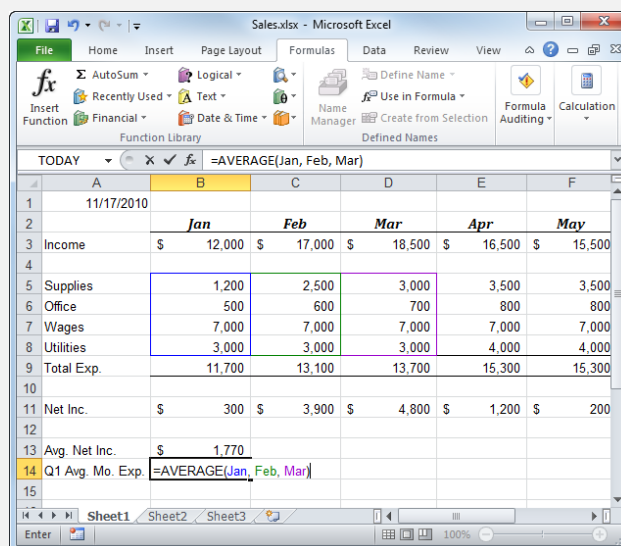 Sales.xlsx - Microsoft Excel
File Home Insert Page Layout Formulas Data Review View
fx Σ AutoSum Logical Define Name
Recently Used A Text θ Use in Formula
Insert Function Financial Date & Time Name Manager Create from Selection Formula Auditing Calculation
Function Library Defined Names
TODAY fx =AVERAGE(Jan, Feb, Mar)
A B C D E F
1 11/17/2010
2 Jan Feb Mar Apr May
3 Income $ 12,000 $ 17,000 $ 18,500 $ 16,500 $ 15,500
4
5 Supplies 1,200 2,500 3,000 3,500 3,500
6 Office 500 600 700 800 800
7 Wages 7,000 7,000 7,000 7,000 7,000
8 Utilities 3,000 3,000 3,000 4,000 4,000
9 Total Exp. 11,700 13,100 13,700 15,300 15,300
10
11 Net Inc. $ 300 $ 3,900 $ 4,800 $ 1,200 $ 200
12
13 Avg. Net Inc. $ 1,770
14 Q1 Avg. Mo. Exp. =AVERAGE(Jan, Feb, Mar)
15
Sheet1 Sheet2 Sheet3
Enter 100%